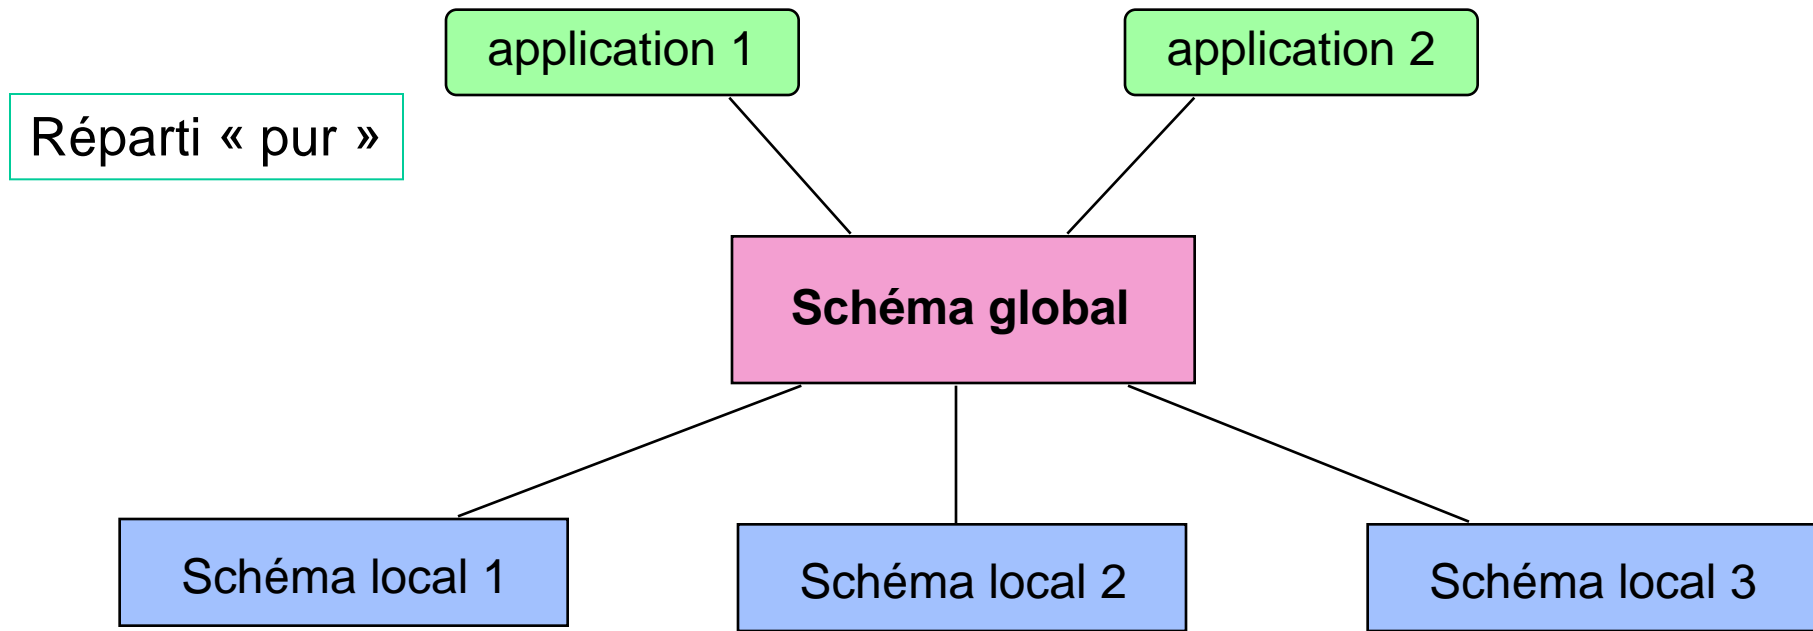 application 1
application 2
Réparti « pur »
Schéma global
Schéma local 1
Schéma local 2
Schéma local 3